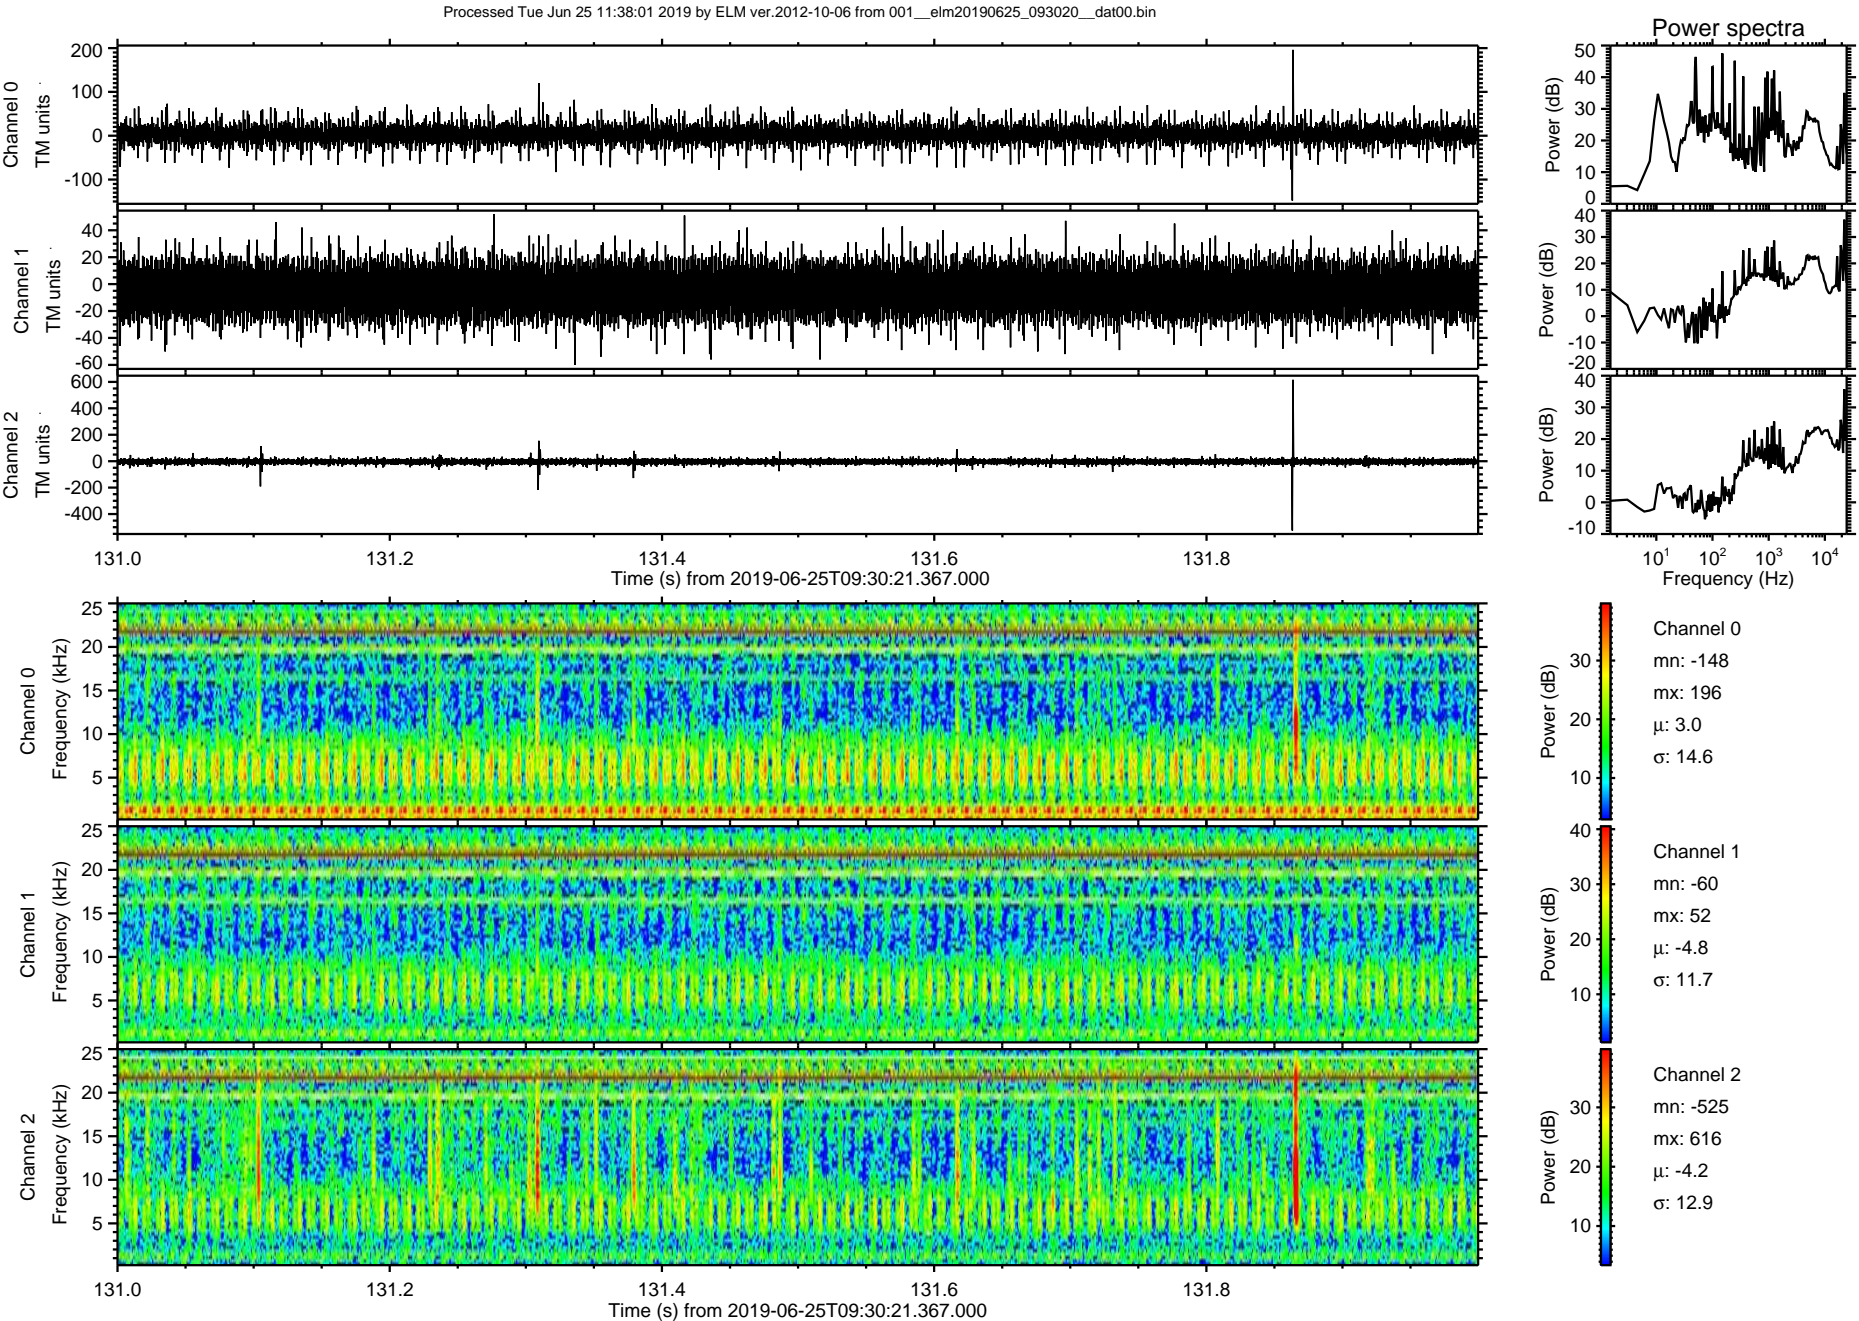 Processed Tue Jun 25 11:38:01 2019 by ELM ver.2012-10-06 from 001__elm20190625_093020__dat00.bin
Power spectra
Channel 0
TM units
200
100
0
-100
Power (dB)
50
40
30
20
10
0
Channel 1
TM units
40
20
0
-20
-40
-60
Power (dB)
40
30
20
10
0
-10
-20
Channel 2
TM units
600
400
200
0
-200
-400
Power (dB)
40
30
20
10
0
-10
131.0 131.2 131.4 131.6 131.8
Time (s) from 2019-06-25T09:30:21.367.000
10¹ 10² 10³ 10⁴
Frequency (Hz)
Channel 0
Frequency (kHz)
25
20
15
10
5
Power (dB)
30
20
10
Channel 0
mn: -148
mx: 196
μ: 3.0
σ: 14.6
Channel 1
Frequency (kHz)
25
20
15
10
5
Power (dB)
40
30
20
10
Channel 1
mn: -60
mx: 52
μ: -4.8
σ: 11.7
Channel 2
Frequency (kHz)
25
20
15
10
5
Power (dB)
30
20
10
Channel 2
mn: -525
mx: 616
μ: -4.2
σ: 12.9
131.0 131.2 131.4 131.6 131.8
Time (s) from 2019-06-25T09:30:21.367.000